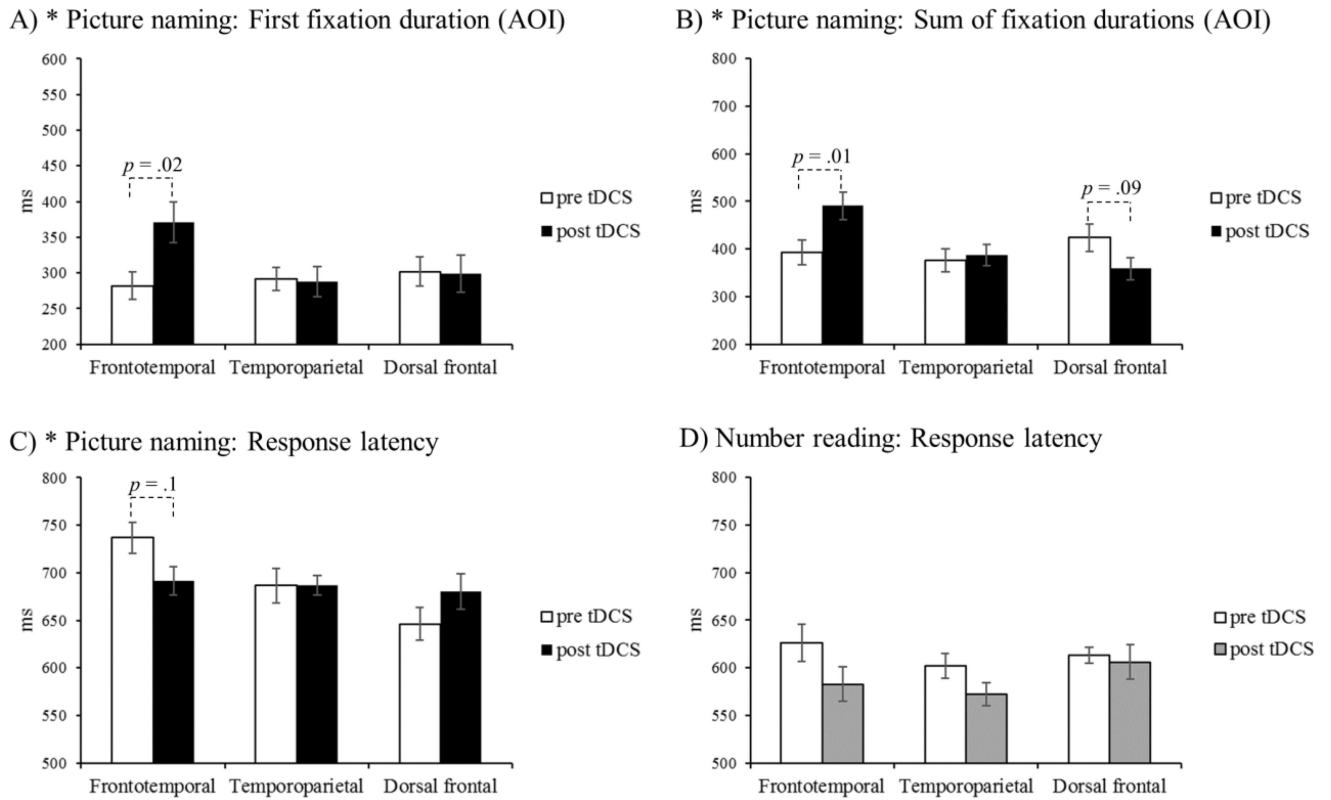 A) * Picture naming: First fixation duration (AOI)
600
550
500
450
400
350
300
250
200
ms
p = .02
Frontotemporal Temporoparietal Dorsal frontal
pre tDCS
post tDCS
B) * Picture naming: Sum of fixation durations (AOI)
800
700
600
500
400
300
200
ms
p = .01
p = .09
Frontotemporal Temporoparietal Dorsal frontal
pre tDCS
post tDCS
C) * Picture naming: Response latency
800
750
700
650
600
550
500
ms
p = .1
Frontotemporal Temporoparietal Dorsal frontal
pre tDCS
post tDCS
D) Number reading: Response latency
800
750
700
650
600
550
500
ms
Frontotemporal Temporoparietal Dorsal frontal
pre tDCS
post tDCS